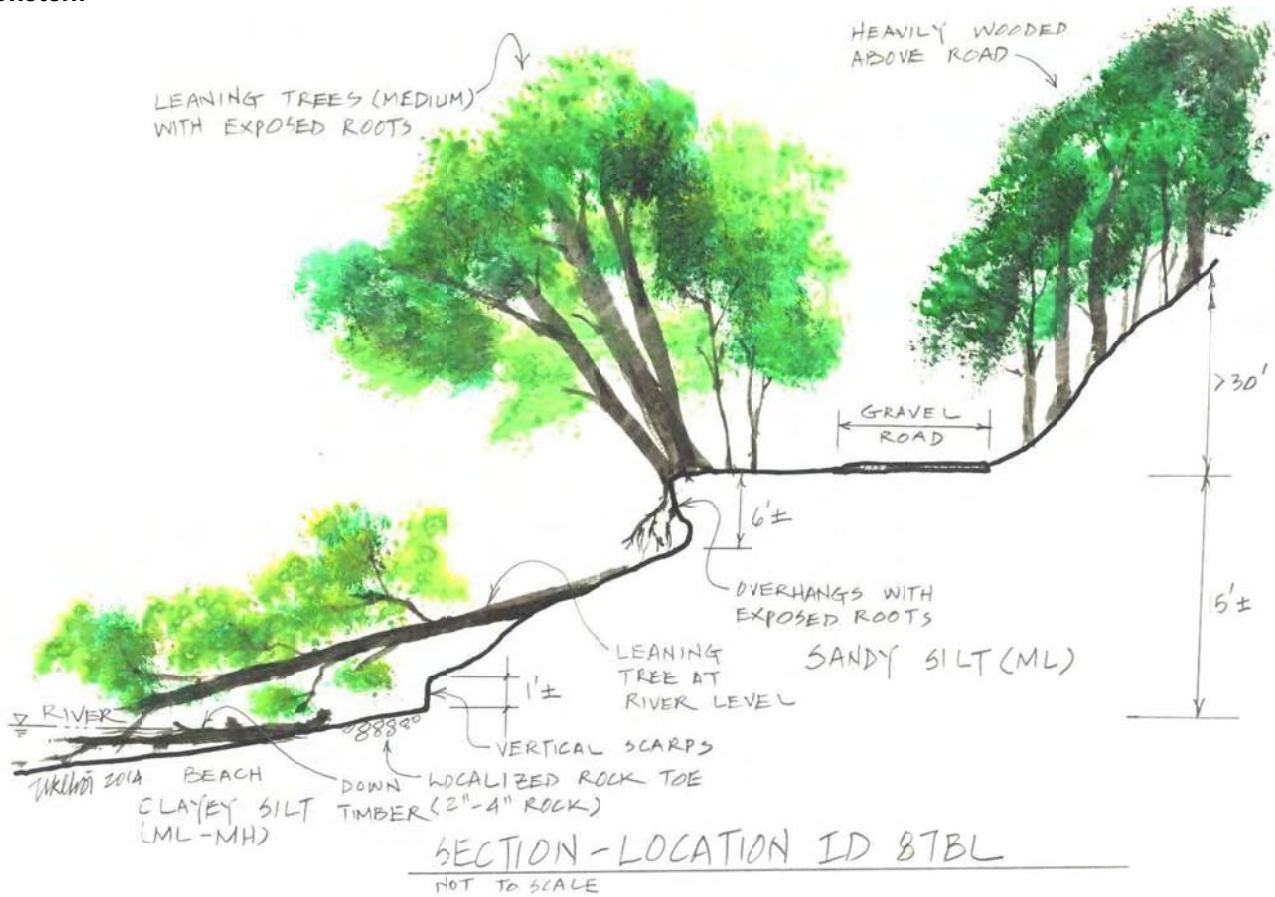 LEANING TREES (MEDIUM)
WITH EXPOSED ROOTS
HEAVILY WOODED
ABOVE ROAD
>30'
GRAVEL
ROAD
6'±
5'±
OVERHANGS WITH
EXPOSED ROOTS
SANDY SILT (ML)
LEANING
TREE AT
RIVER LEVEL
1'±
RIVER
VERTICAL SCARPS
2014
BEACH
CLAYEY SILT
(ML-MH)
DOWN
TIMBER
LOCALIZED ROCK TOE
(2"-4" ROCK)
SECTION - LOCATION ID 87BL
NOT TO SCALE